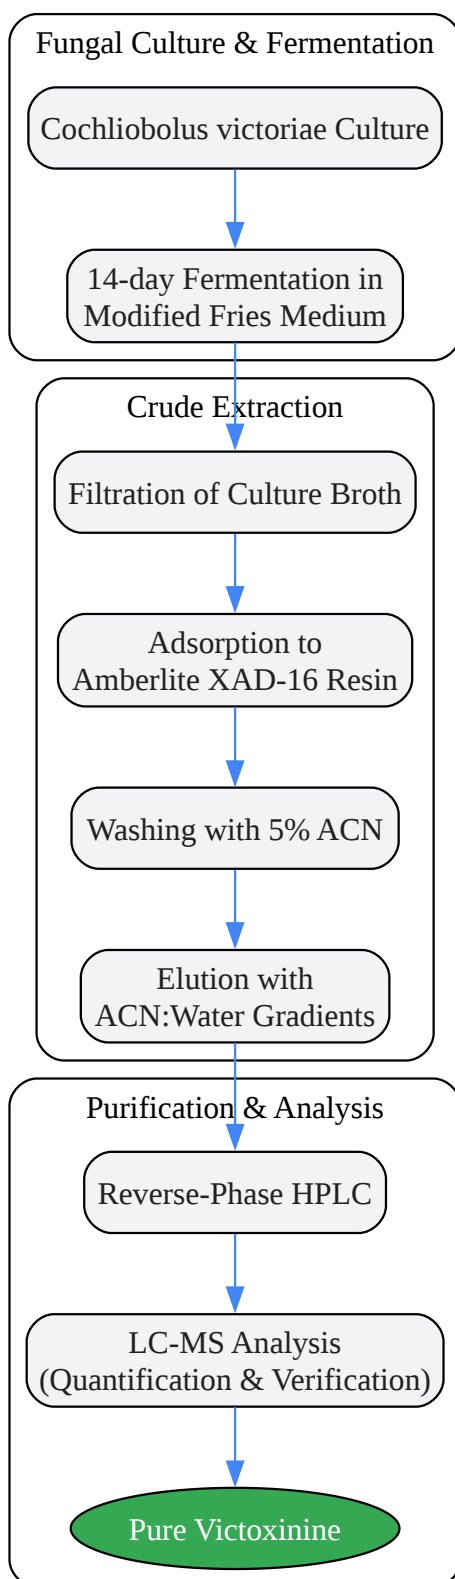 Fungal Culture & Fermentation
Cochliobolus victoriae Culture
14-day Fermentation in
Modified Fries Medium
Crude Extraction
Filtration of Culture Broth
Adsorption to
Amberlite XAD-16 Resin
Washing with 5% ACN
Elution with
ACN:Water Gradients
Purification & Analysis
Reverse-Phase HPLC
LC-MS Analysis
(Quantification & Verification)
Pure Victoxinine